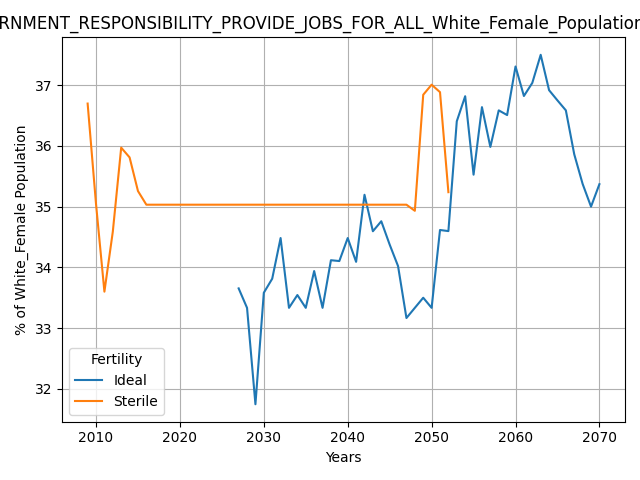 RNMENT_RESPONSIBILITY_PROVIDE_JOBS_FOR_ALL_White_Female_Population
% of White_Female Population
37
36
35
34
33
32
Fertility
Ideal
Sterile
2010 2020 2030 2040 2050 2060 2070
Years